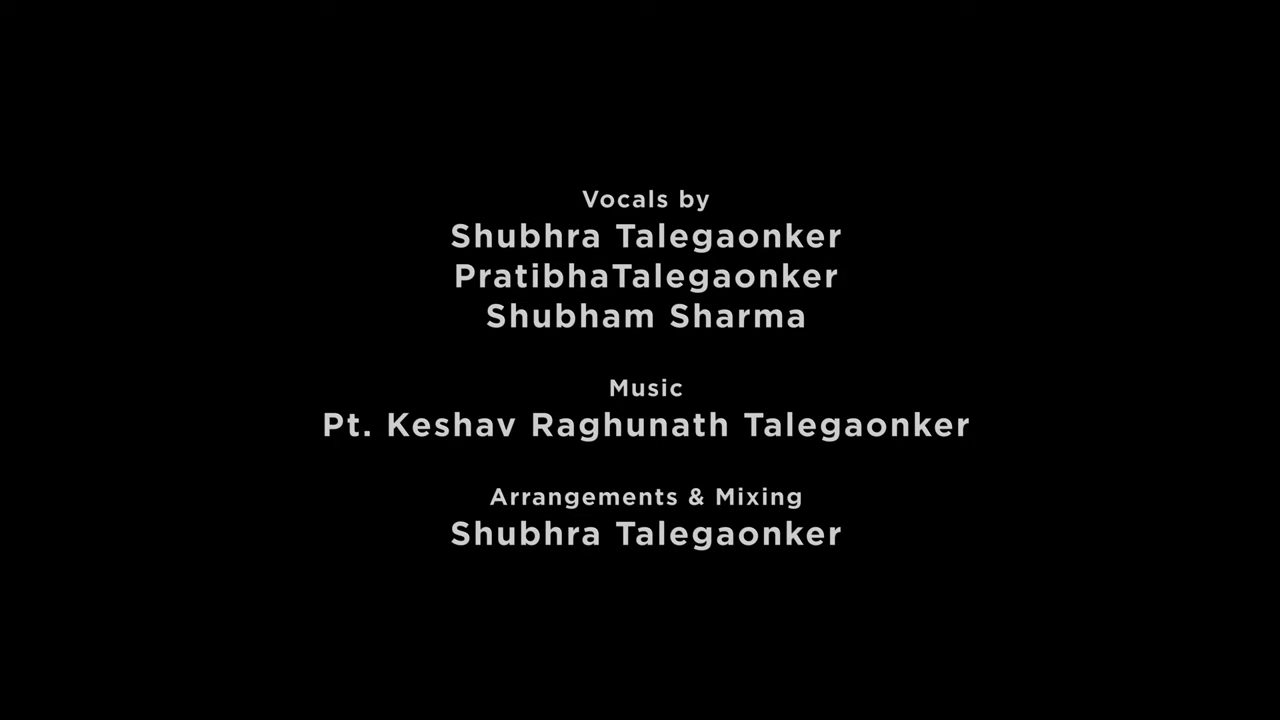 Vocals by
Shubhra Talegaonker
PratibhaTalegaonker
Shubham Sharma
Music
Pt. Keshav Raghunath Talegaonker
Arrangements & Mixing
Shubhra Talegaonker